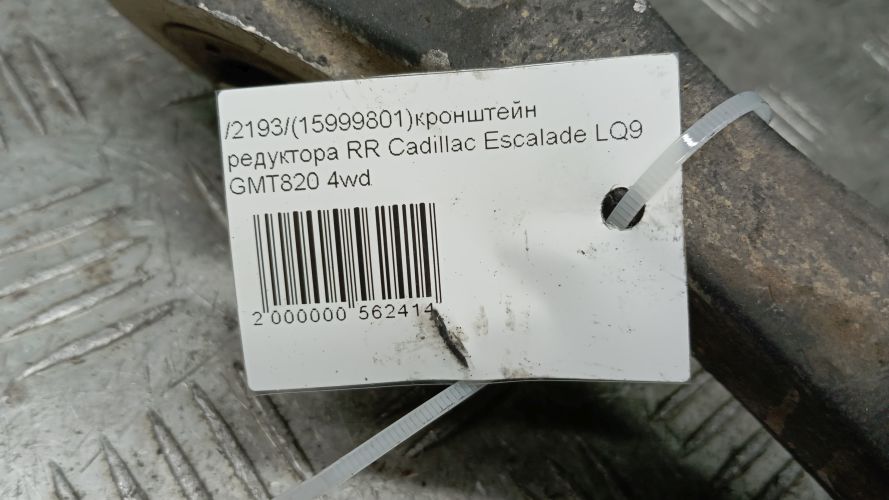 /2193/(15999801)кронштейн
редуктора RR Cadillac Escalade LQ9
GMT820 4wd
2 000000 562414